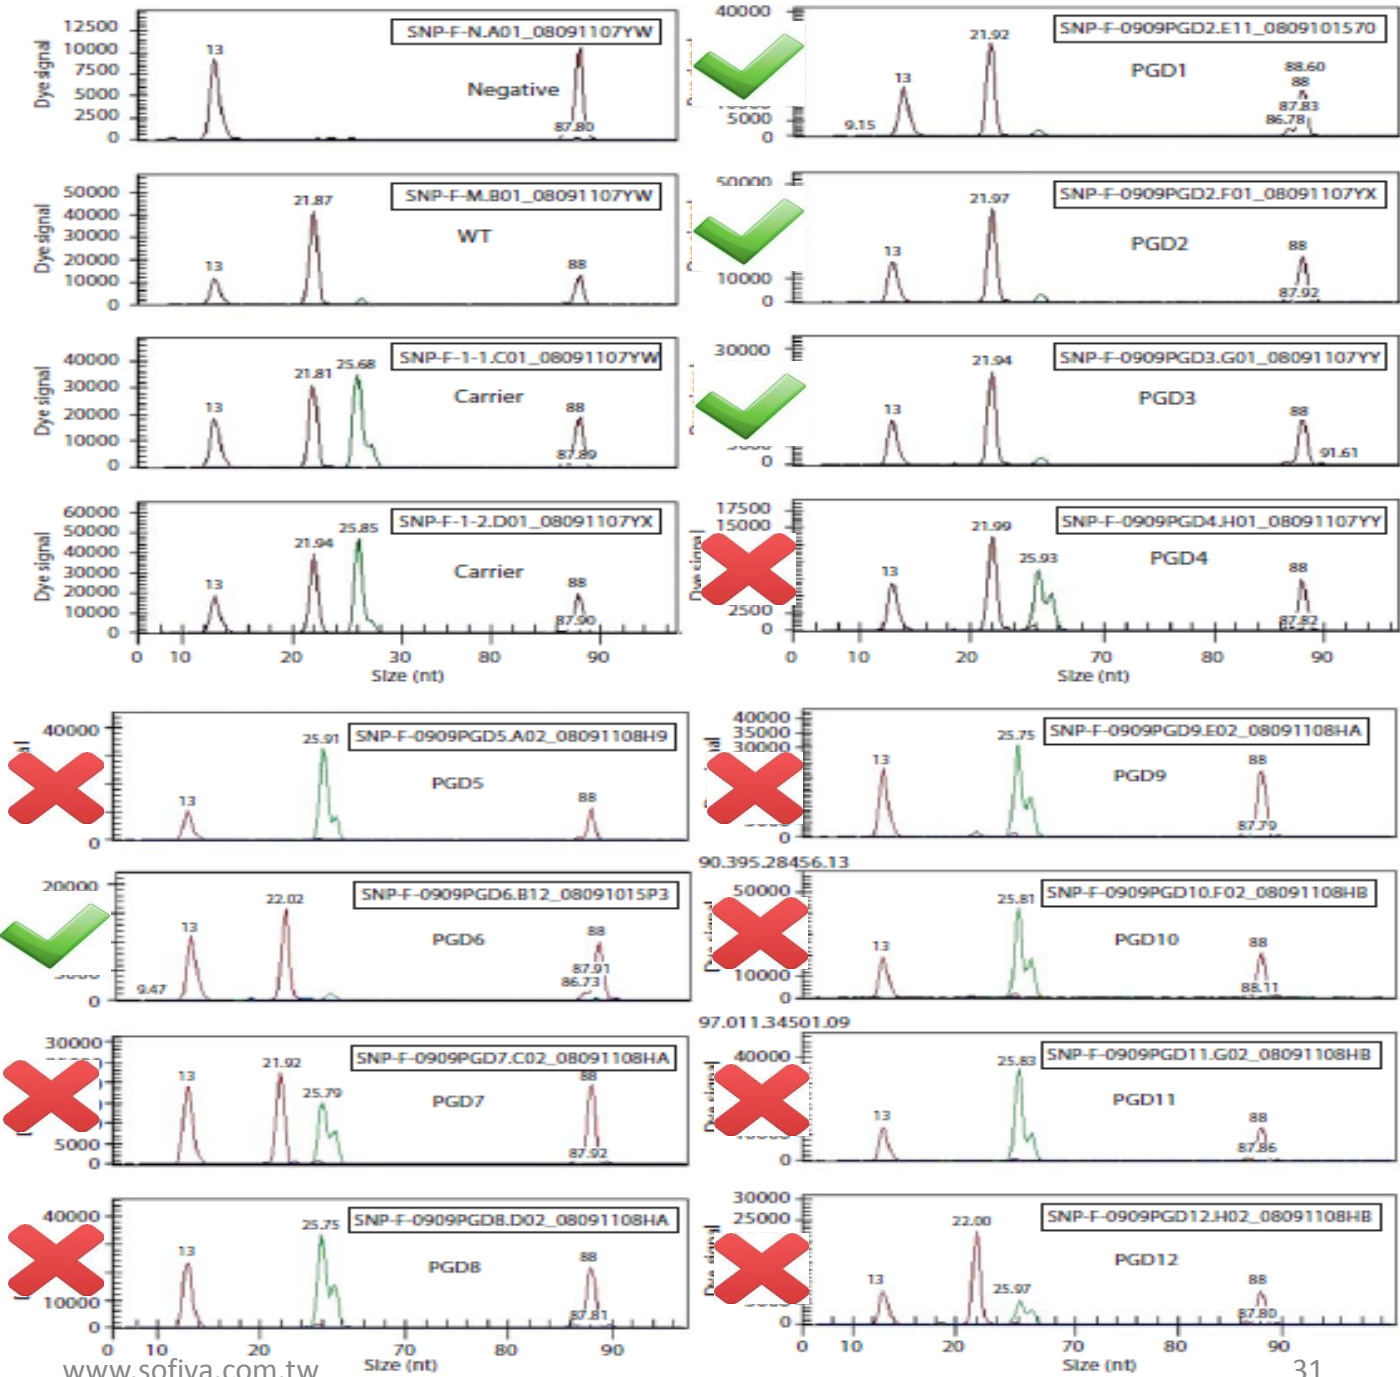 12500
10000
7500
5000
2500
0
Dye signal
13
SNP-F-N.A01_08091107YW
Negative
87.80
50000
40000
30000
20000
10000
0
Dye signal
13
21.87
SNP-F-M.B01_08091107YW
WT
88
40000
30000
20000
10000
0
Dye signal
13
21.81
25.68
SNP-F-1-1.C01_08091107YW
Carrier
88
87.89
60000
50000
40000
30000
20000
10000
0
Dye signal
13
21.94
25.85
SNP-F-1-2.D01_08091107YX
Carrier
88
87.90
0 10 20 30 80 90
Size (nt)
40000
5000
0
9.15
13
21.92
SNP-F-0909PGD2.E11_0809101570
PGD1
88.60
88
87.83
86.78
50000
10000
0
13
21.97
SNP-F-0909PGD2.F01_08091107YX
PGD2
88
87.92
30000
0
13
21.94
SNP-F-0909PGD3.G01_08091107YY
PGD3
88
91.61
17500
15000
2500
0
13
21.99
25.93
SNP-F-0909PGD4.H01_08091107YY
PGD4
88
87.82
0 10 20 70 80 90
Size (nt)
40000
0
13
25.91
SNP-F-0909PGD5.A02_08091108H9
PGD5
88
20000
0
9.47
13
22.02
SNP-F-0909PGD6.B12_08091015P3
PGD6
88
87.91
86.73
30000
5000
0
13
21.92
25.79
SNP-F-0909PGD7.C02_08091108HA
PGD7
88
87.92
40000
10000
0
13
25.75
SNP-F-0909PGD8.D02_08091108HA
PGD8
88
87.81
0 10 20 70 80 90
Size (nt)
40000
35000
30000
0
13
25.75
SNP-F-0909PGD9.E02_08091108HA
PGD9
88
87.79
90.395.28456.13
50000
10000
0
13
25.81
SNP-F-0909PGD10.F02_08091108HB
PGD10
88
88.11
97.011.34501.09
40000
0
13
25.83
SNP-F-0909PGD11.G02_08091108HB
PGD11
88
87.86
30000
25000
0
13
22.00
25.97
SNP-F-0909PGD12.H02_08091108HB
PGD12
88
87.80
0 10 20 70 80 90
Size (nt)
www.sofiva.com.tw
31